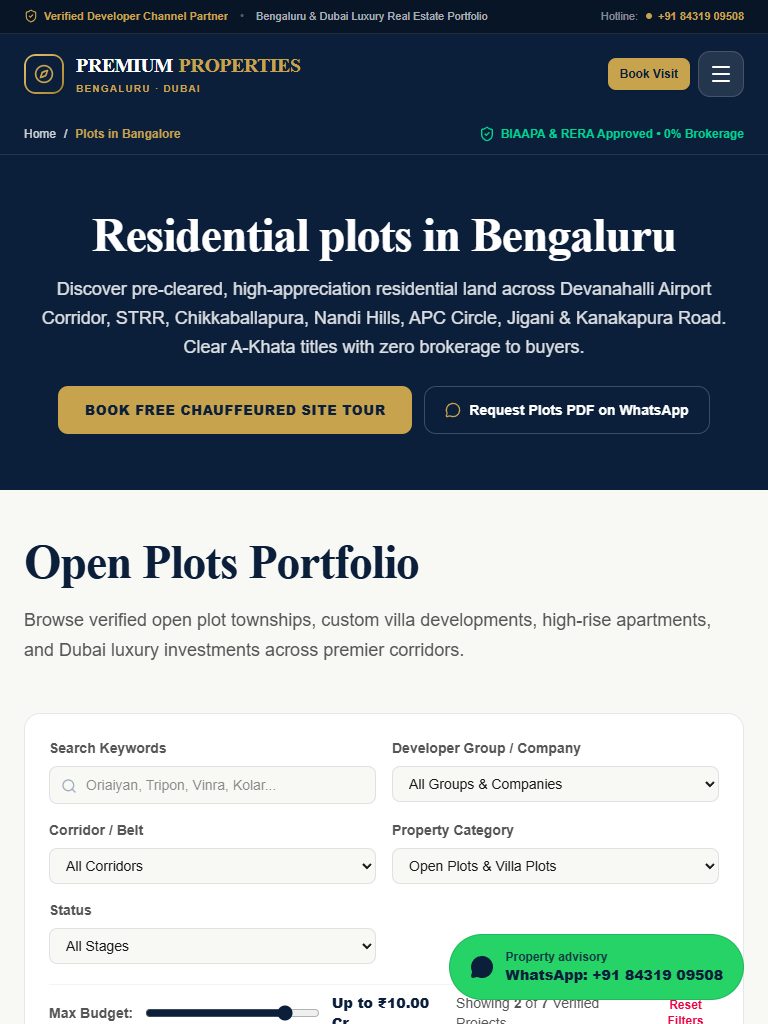 Verified Developer Channel Partner • Bengaluru & Dubai Luxury Real Estate Portfolio Hotline: +91 84319 09508
PREMIUM PROPERTIES
BENGALURU · DUBAI
Book Visit
Home / Plots in Bangalore
BIAAPA & RERA Approved • 0% Brokerage
Residential plots in Bengaluru
Discover pre-cleared, high-appreciation residential land across Devanahalli Airport
Corridor, STRR, Chikkaballapura, Nandi Hills, APC Circle, Jigani & Kanakapura Road.
Clear A-Khata titles with zero brokerage to buyers.
BOOK FREE CHAUFFEURED SITE TOUR
Request Plots PDF on WhatsApp
Open Plots Portfolio
Browse verified open plot townships, custom villa developments, high-rise apartments,
and Dubai luxury investments across premier corridors.
Search Keywords
Oriaiyan, Tripon, Vinra, Kolar...
Developer Group / Company
All Groups & Companies
Corridor / Belt
All Corridors
Property Category
Open Plots & Villa Plots
Status
All Stages
Property advisory
WhatsApp: +91 84319 09508
Max Budget:
Up to ₹10.00
Cr
Showing 2 of 7 Verified
Projects
Reset
Filters